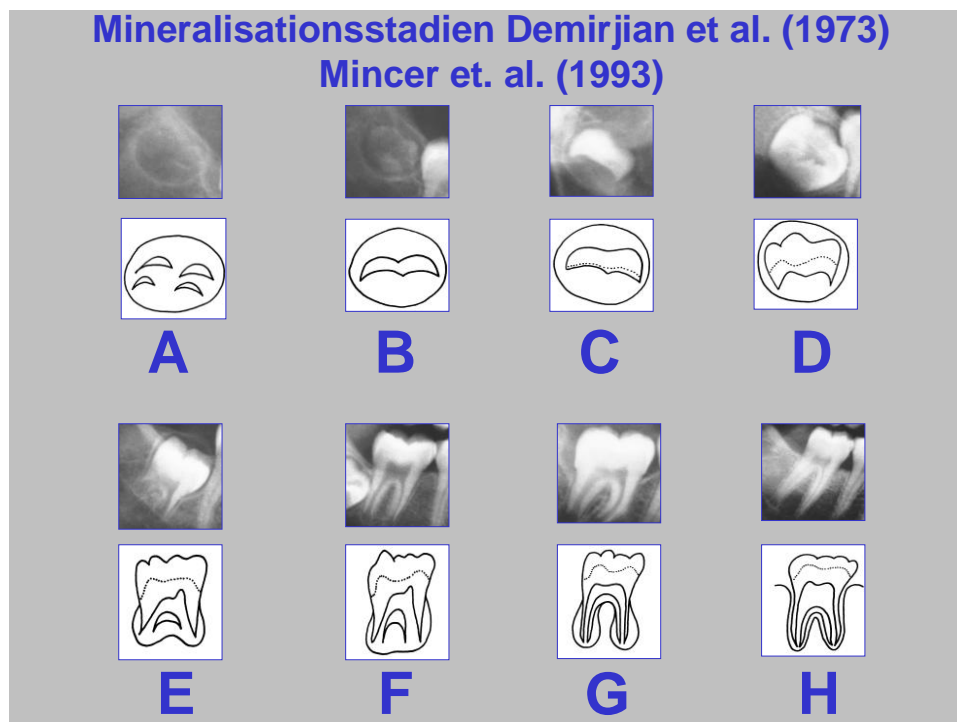 Mineralisationsstadien Demirjian et al. (1973)
Mincer et. al. (1993)
A B C D
E F G H